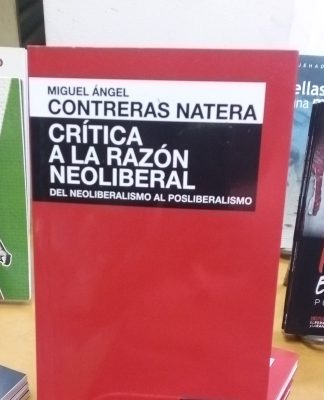 MIGUEL ÁNGEL
CONTRERAS NATERA
CRÍTICA
A LA RAZÓN
NEOLIBERAL
DEL NEOLIBERALISMO AL POSLIBERALISMO